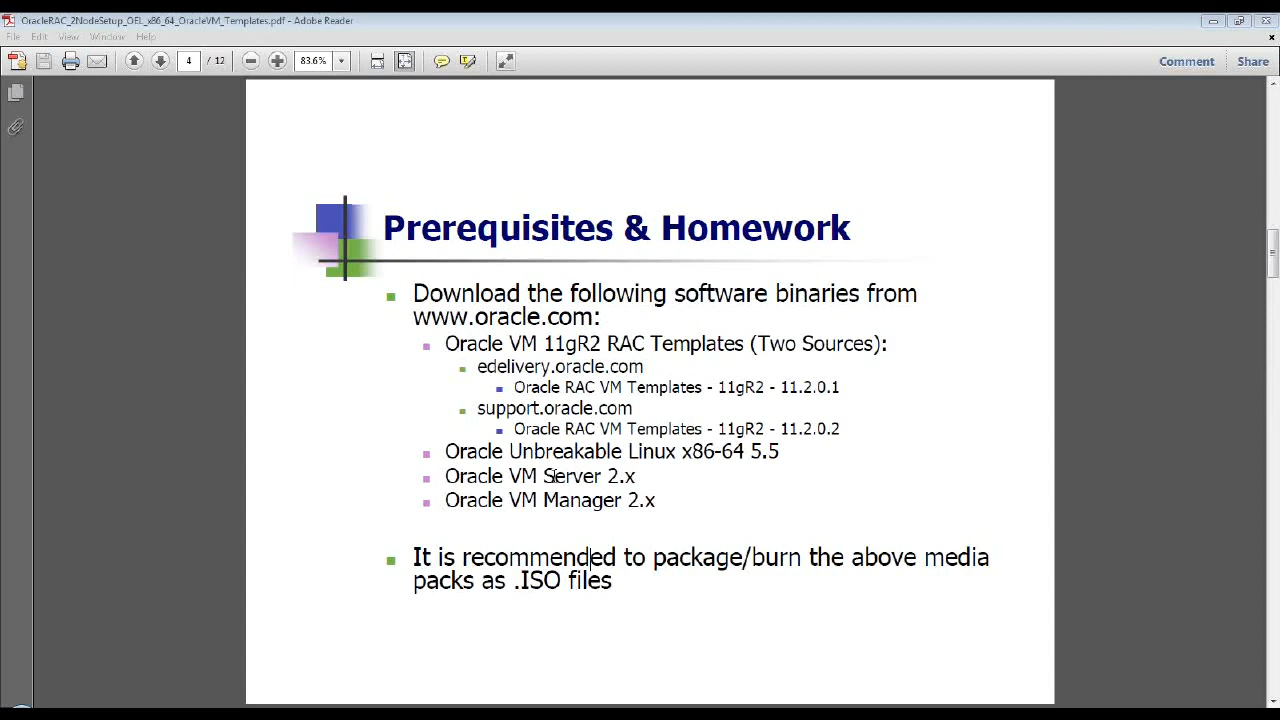 OracleRAC_2NodeSetup_OEL_x86_64_OracleVM_Templates.pdf - Adobe Reader
File Edit View Window Help
4 / 12 83.6% Comment Share
Prerequisites & Homework
Download the following software binaries from
www.oracle.com:
Oracle VM 11gR2 RAC Templates (Two Sources):
edelivery.oracle.com
Oracle RAC VM Templates - 11gR2 - 11.2.0.1
support.oracle.com
Oracle RAC VM Templates - 11gR2 - 11.2.0.2
Oracle Unbreakable Linux x86-64 5.5
Oracle VM Server 2.x
Oracle VM Manager 2.x
It is recommended to package/burn the above media
packs as .ISO files